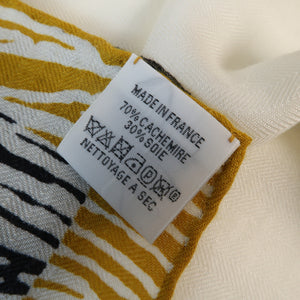 MADE IN FRANCE
70% CACHEMIRE
30% SOIE
P
NETTOYAGE A SEC